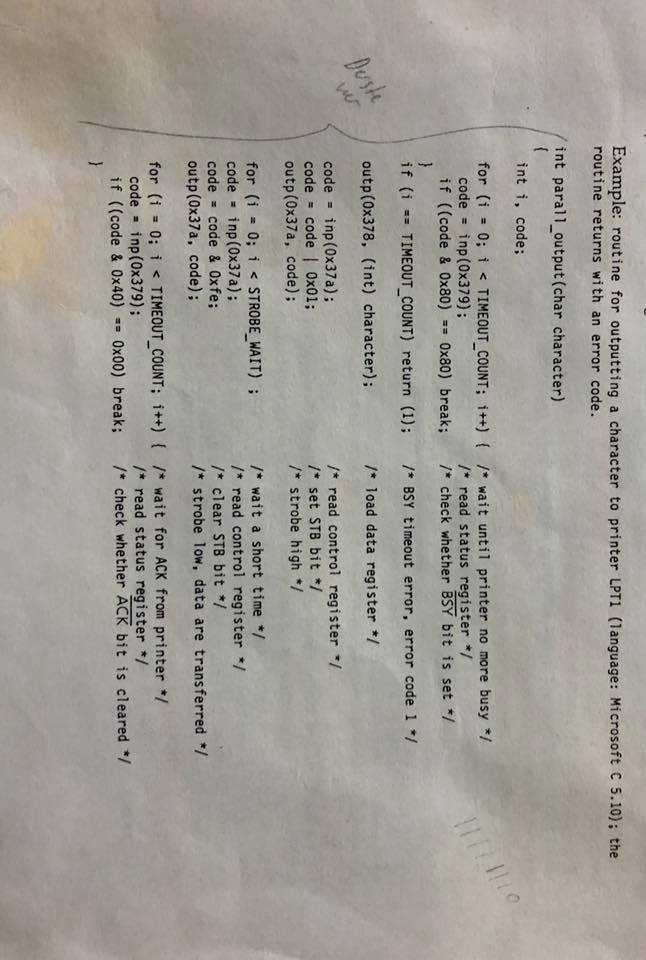 Example: routine for outputting a character to printer LPT1 (language: Microsoft C 5.10); the
routine returns with an error code.
int parall_output(char character)
{
int i, code;
for (i = 0; i < TIMEOUT_COUNT; i++) { /* wait until printer no more busy */
code = inp(0x379); /* read status register */
if ((code & 0x80) == 0x80) break; /* check whether BSY bit is set */
}
if (i == TIMEOUT_COUNT) return (1); /* BSY timeout error, error code 1 */
outp(0x378, (int) character); /* load data register */
code = inp(0x37a); /* read control register */
code = code | 0x01; /* set STB bit */
outp(0x37a, code); /* strobe high */
for (i = 0; i < STROBE_WAIT) ; /* wait a short time */
code = inp(0x37a); /* read control register */
code = code & 0xfe; /* clear STB bit */
outp(0x37a, code); /* strobe low, data are transferred */
for (i = 0; i < TIMEOUT_COUNT; i++) { /* wait for ACK from printer */
code = inp(0x379); /* read status register */
if ((code & 0x40) == 0x00) break; /* check whether ACK bit is cleared */
}
11111110